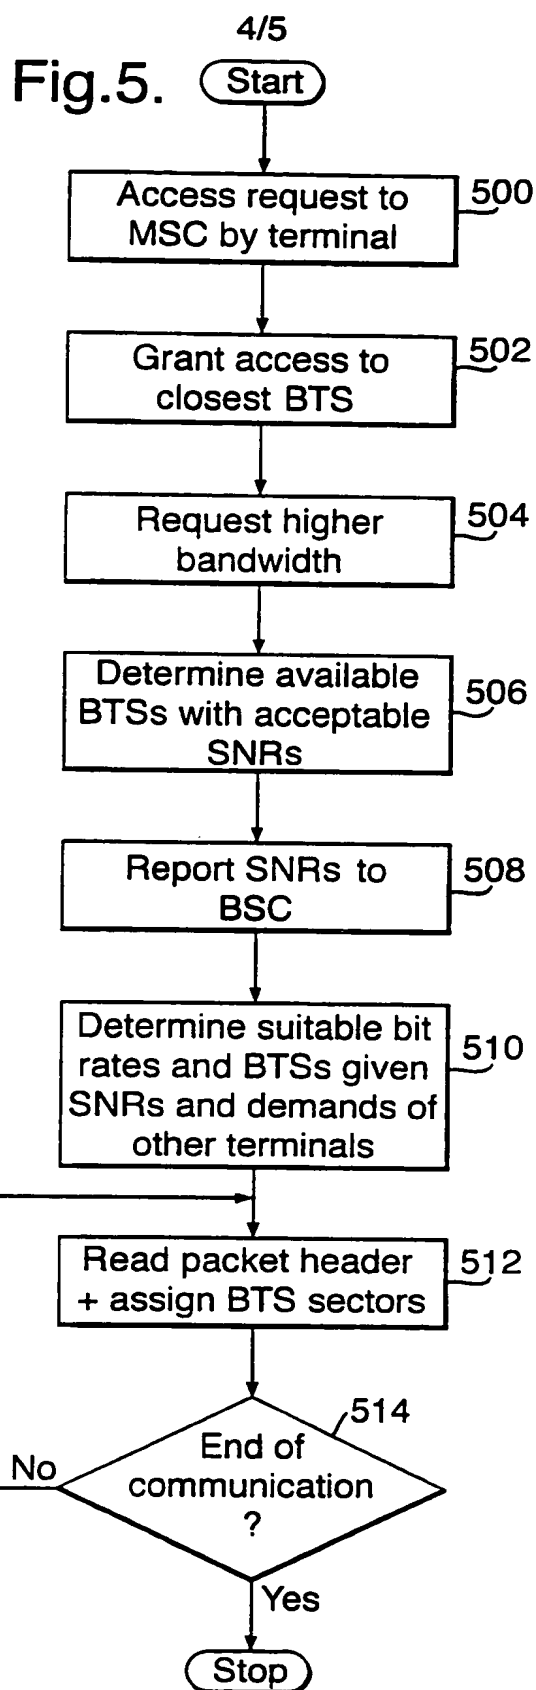 4/5
Fig.5.
Start
Access request to
MSC by terminal
500
Grant access to
closest BTS
502
Request higher
bandwidth
504
Determine available
BTSs with acceptable
SNRs
506
Report SNRs to
BSC
508
Determine suitable bit
rates and BTSs given
SNRs and demands of
other terminals
510
Read packet header
+ assign BTS sectors
512
End of
communication
?
514
No
Yes
Stop